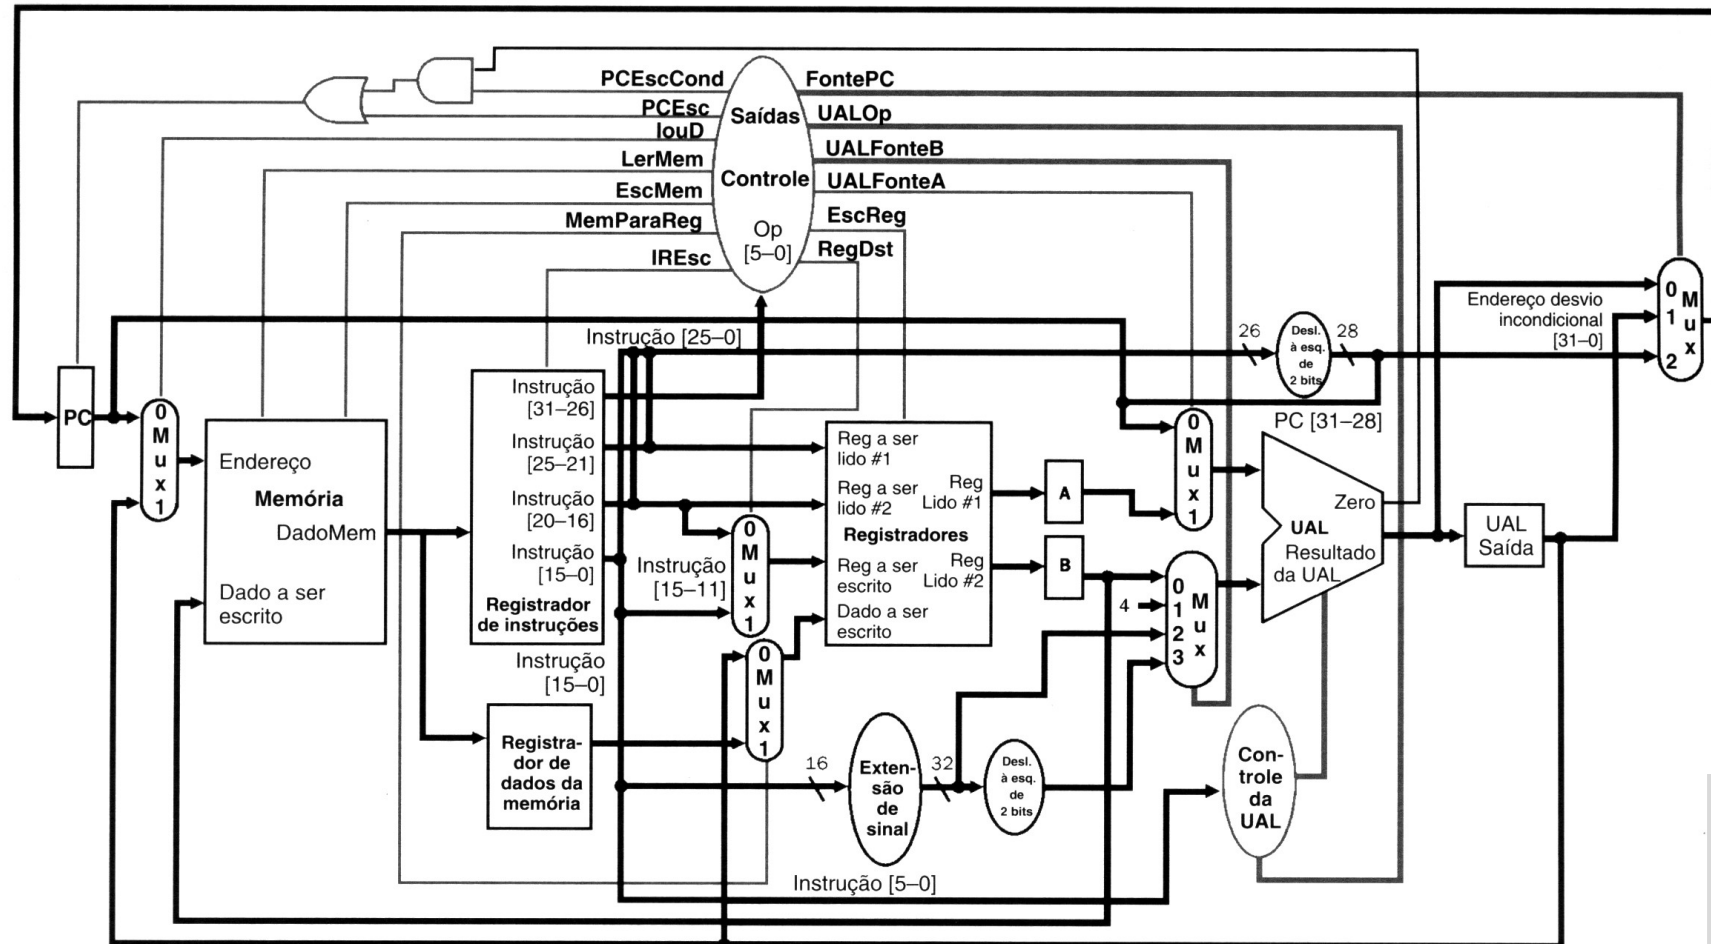 PCEscCond
PCEsc
IouD
LerMem
EscMem
MemParaReg
IREsc
Saídas
Controle
Op
[5–0]
FontePC
UALOp
UALFonteB
UALFonteA
EscReg
RegDst
Instrução [25–0]
26
Desl.
à esq.
de
2 bits
28
Endereço desvio
incondicional
[31–0]
0
1
2
M
u
x
PC [31–28]
PC
0
M
u
x
1
Endereço
Memória
DadoMem
Dado a ser
escrito
Instrução
[31–26]
Instrução
[25–21]
Instrução
[20–16]
Instrução
[15–0]
Registrador
de instruções
Instrução
[15–0]
Registra-
dor de
dados da
memória
Instrução
[15–11]
0
M
u
x
1
0
M
u
x
1
Reg a ser
lido #1
Reg a ser
lido #2
Registradores
Reg a ser
escrito
Dado a ser
escrito
Reg
Lido #1
Reg
Lido #2
A
B
0
M
u
x
1
4
0
1
2
3
M
u
x
Zero
UAL
Resultado
da UAL
UAL
Saída
16
Exten-
são
de
sinal
32
Desl.
à esq.
de
2 bits
Con-
trole
da
UAL
Instrução [5–0]